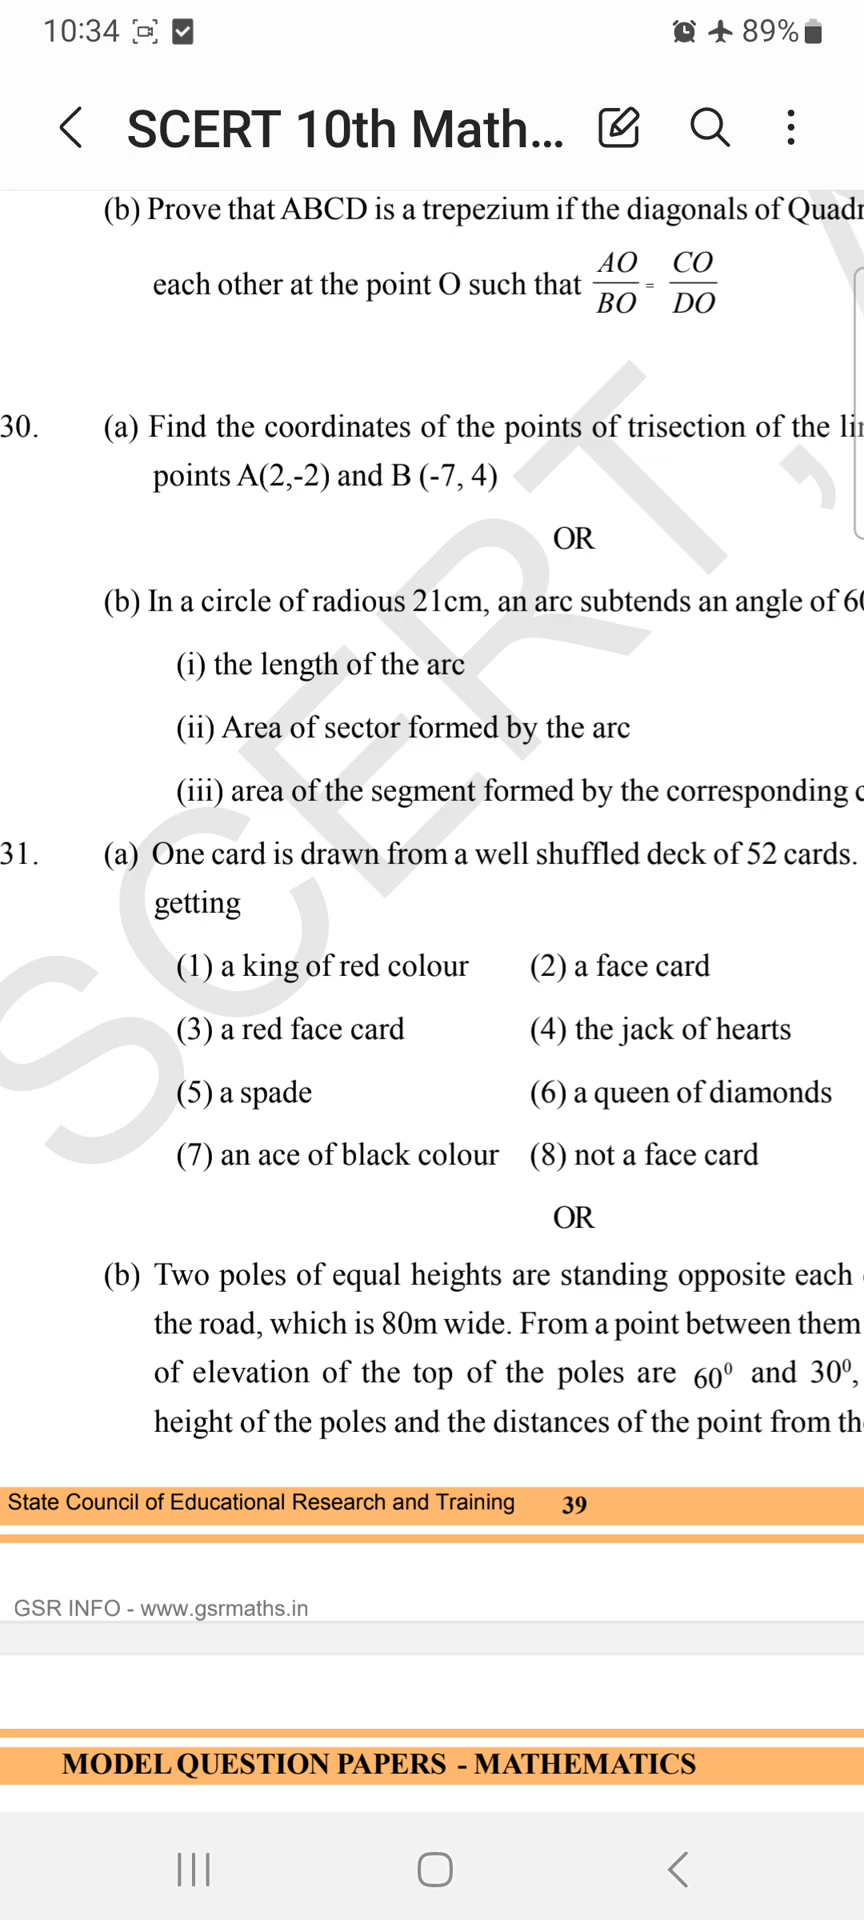 10:34 89%
SCERT 10th Math...
(b) Prove that ABCD is a trepezium if the diagonals of Quadr
each other at the point O such that AO/BO = CO/DO
30. (a) Find the coordinates of the points of trisection of the lin
points A(2,-2) and B (-7, 4)
OR
(b) In a circle of radious 21cm, an arc subtends an angle of 60
(i) the length of the arc
(ii) Area of sector formed by the arc
(iii) area of the segment formed by the corresponding c
31. (a) One card is drawn from a well shuffled deck of 52 cards.
getting
(1) a king of red colour (2) a face card
(3) a red face card (4) the jack of hearts
(5) a spade (6) a queen of diamonds
(7) an ace of black colour (8) not a face card
OR
(b) Two poles of equal heights are standing opposite each
the road, which is 80m wide. From a point between them
of elevation of the top of the poles are 60⁰ and 30⁰,
height of the poles and the distances of the point from the
SCERT,
State Council of Educational Research and Training 39
GSR INFO - www.gsrmaths.in
MODEL QUESTION PAPERS - MATHEMATICS